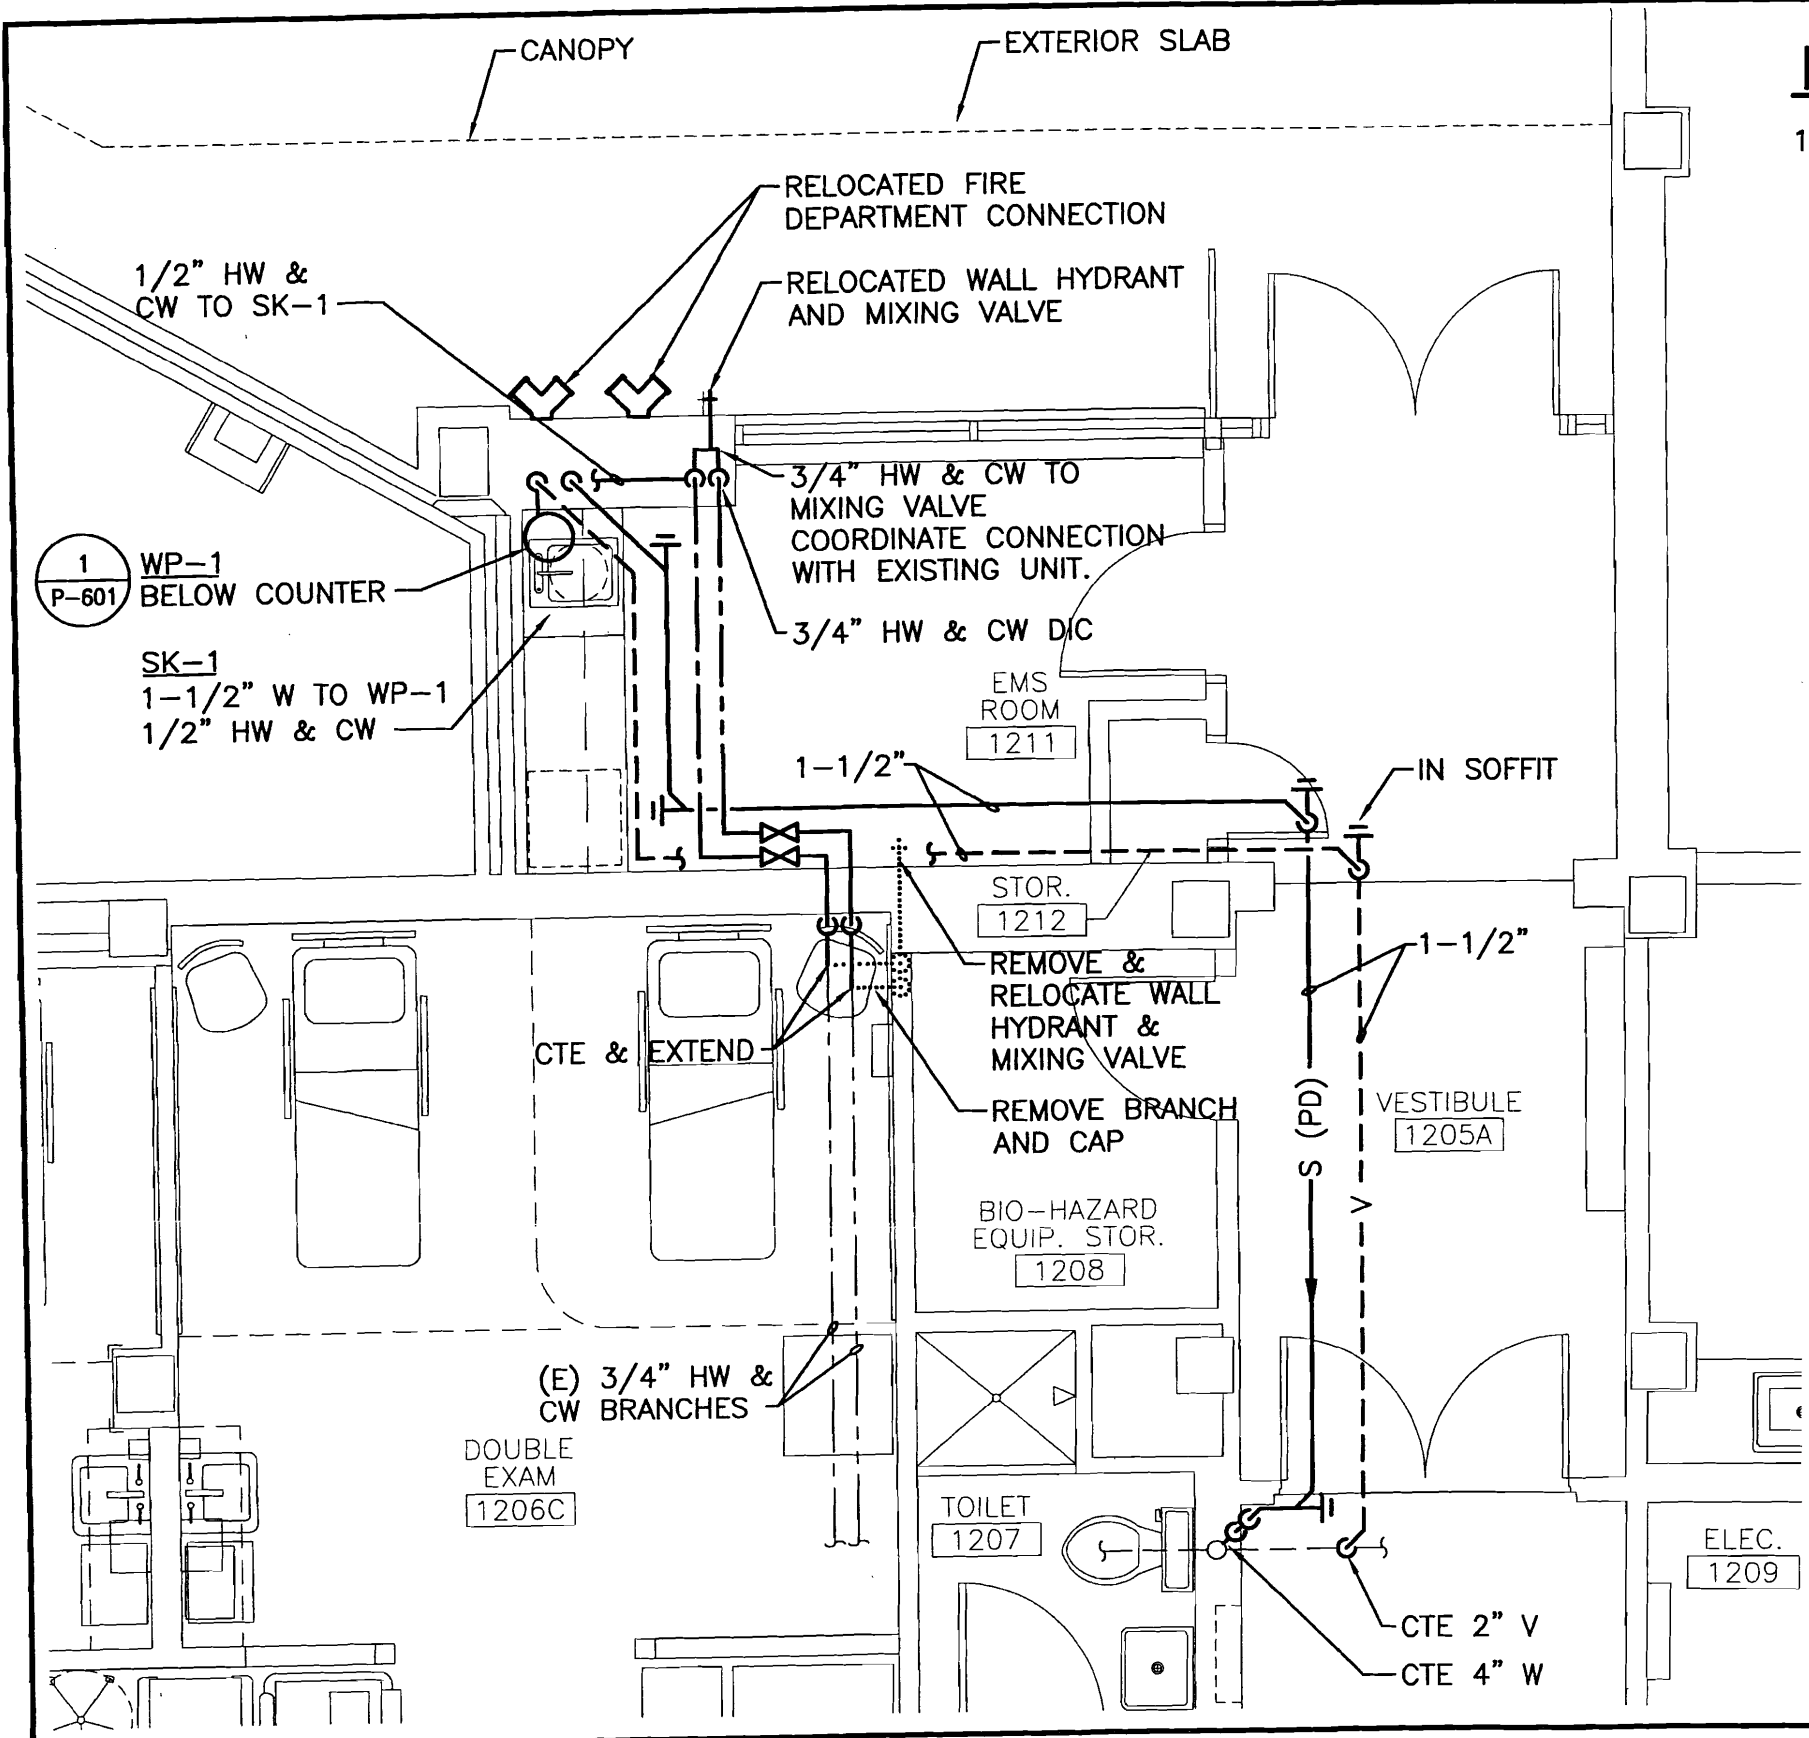 CANOPY
EXTERIOR SLAB
1
RELOCATED FIRE
DEPARTMENT CONNECTION
1/2" HW &
CW TO SK-1
RELOCATED WALL HYDRANT
AND MIXING VALVE
3/4" HW & CW TO
MIXING VALVE
COORDINATE CONNECTION
WITH EXISTING UNIT.
1
P-601
WP-1
BELOW COUNTER
3/4" HW & CW DIC
SK-1
1-1/2" W TO WP-1
1/2" HW & CW
EMS
ROOM
1211
1-1/2"
IN SOFFIT
STOR.
1212
1-1/2"
REMOVE &
RELOCATE WALL
HYDRANT &
MIXING VALVE
CTE & EXTEND
REMOVE BRANCH
AND CAP
S (PD)
V
VESTIBULE
1205A
BIO-HAZARD
EQUIP. STOR.
1208
(E) 3/4" HW &
CW BRANCHES
DOUBLE
EXAM
1206C
TOILET
1207
ELEC.
1209
CTE 2" V
CTE 4" W